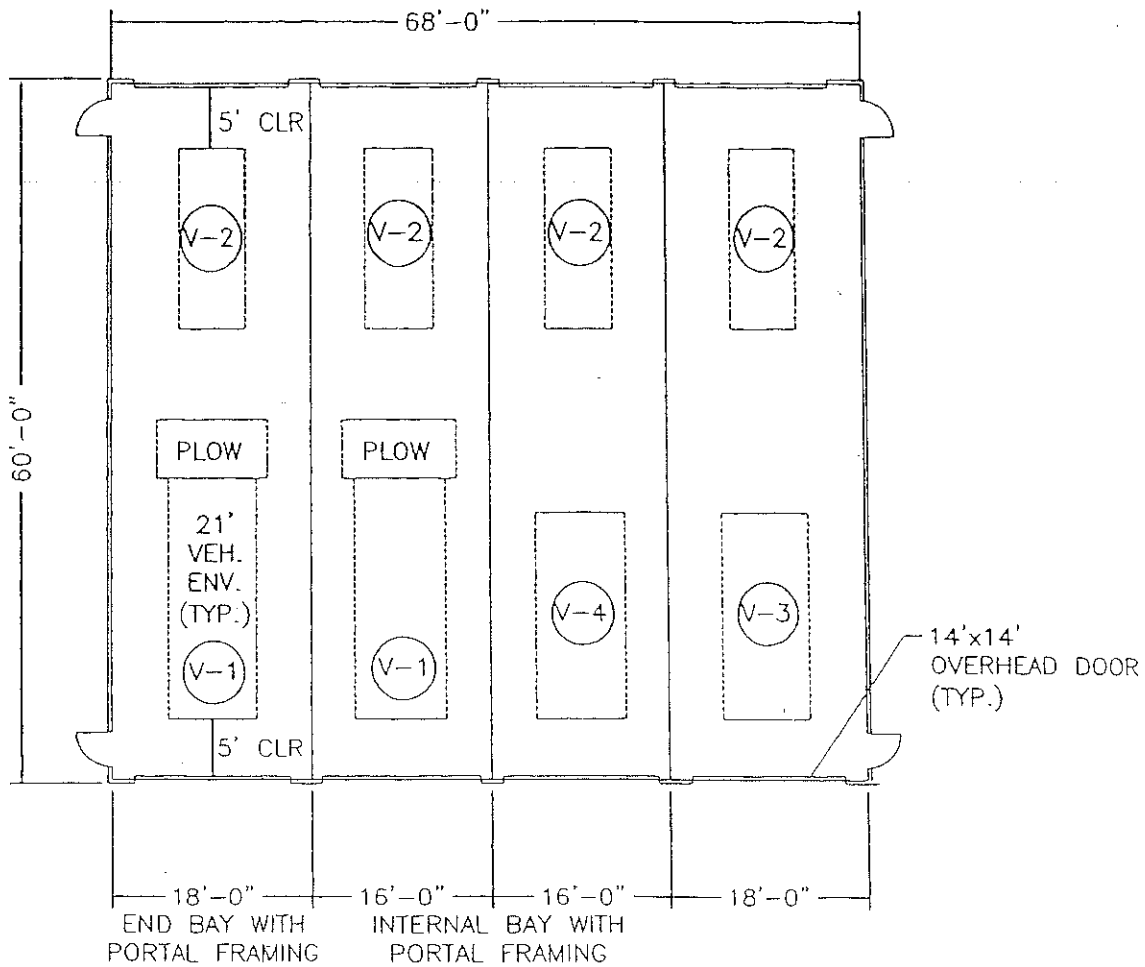 68'-0"
5' CLR
V-2
V-2
V-2
V-2
60'-0"
PLOW
PLOW
21'
VEH.
ENV.
(TYP.)
V-4
V-3
V-1
V-1
14'x14'
OVERHEAD DOOR
(TYP.)
5' CLR
18'-0"
16'-0"
16'-0"
18'-0"
END BAY WITH
PORTAL FRAMING
INTERNAL BAY WITH
PORTAL FRAMING